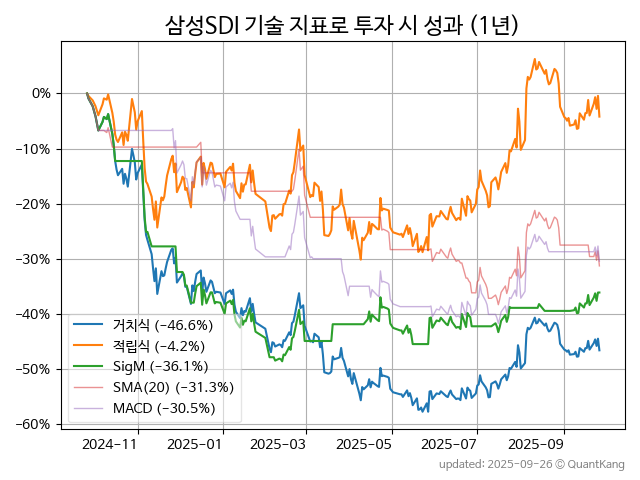 삼성SDI 기술 지표로 투자 시 성과 (1년)
0%
−10%
−20%
−30%
−40%
−50%
−60%
거치식 (−46.6%)
적립식 (−4.2%)
SigM (−36.1%)
SMA(20) (−31.3%)
MACD (−30.5%)
2024−11 2025−01 2025−03 2025−05 2025−07 2025−09
updated: 2025−09−26 ⓒ QuantKang